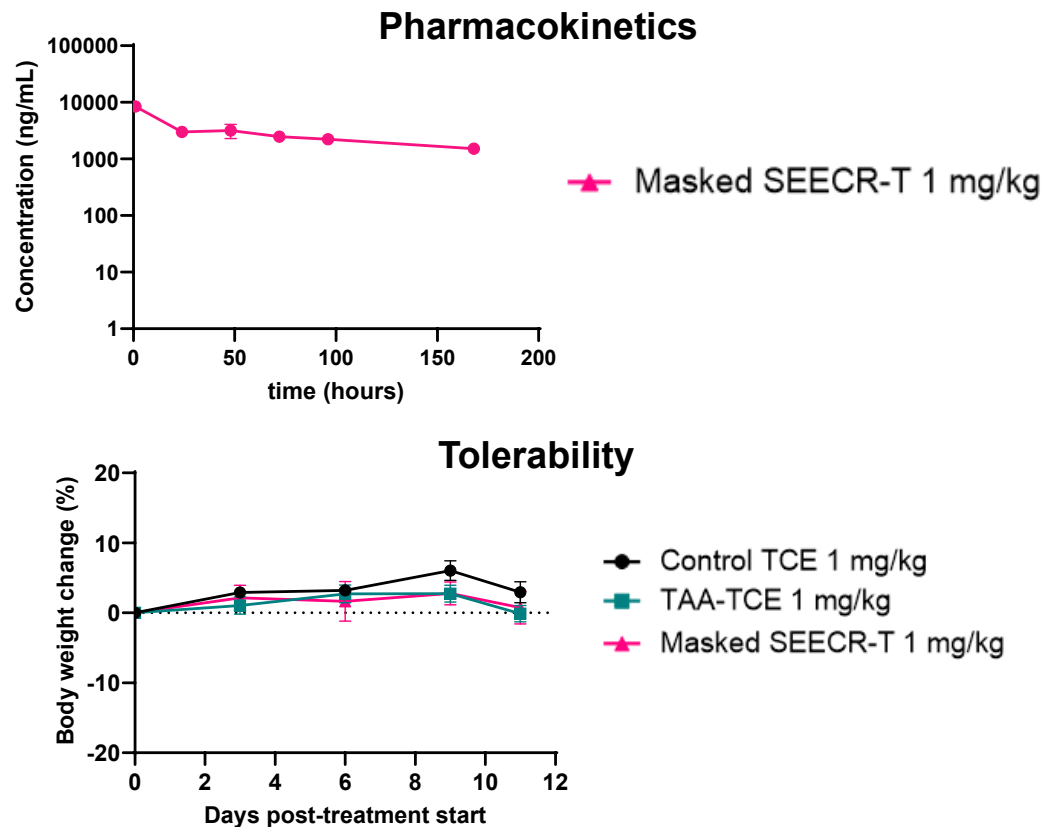 Pharmacokinetics
Concentration (ng/mL)
100000
10000
1000
100
10
1
0 50 100 150 200
time (hours)
Masked SEECR-T 1 mg/kg
Tolerability
Body weight change (%)
20
10
0
-10
-20
0 2 4 6 8 10 12
Days post-treatment start
Control TCE 1 mg/kg
TAA-TCE 1 mg/kg
Masked SEECR-T 1 mg/kg